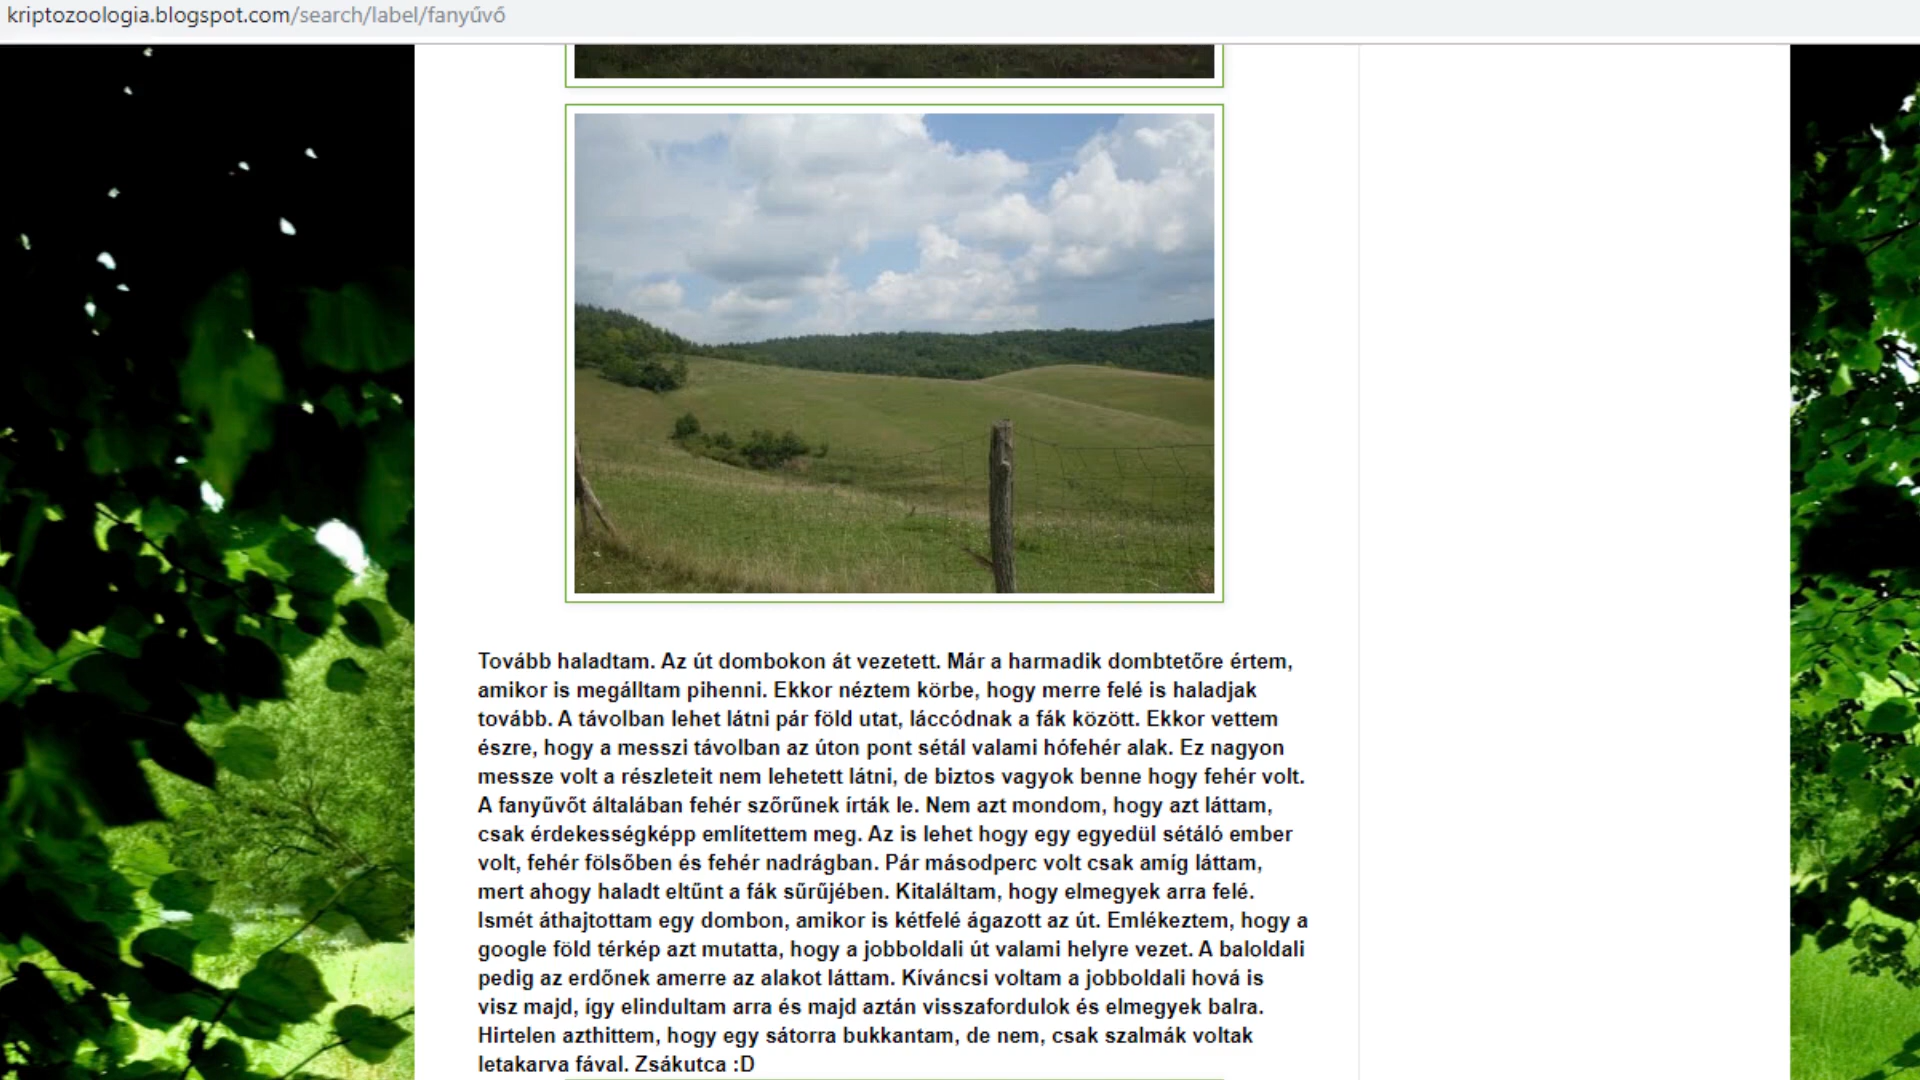 kriptozoologia.blogspot.com/search/label/fanyűvő
Tovább haladtam. Az út dombokon át vezetett. Már a harmadik dombtetőre értem,
amikor is megálltam pihenni. Ekkor néztem körbe, hogy merre felé is haladjak
tovább. A távolban lehet látni pár föld utat, láccódnak a fák között. Ekkor vettem
észre, hogy a messzi távolban az úton pont sétál valami hófehér alak. Ez nagyon
messze volt a részleteit nem lehetett látni, de biztos vagyok benne hogy fehér volt.
A fanyűvőt általában fehér szőrűnek írták le. Nem azt mondom, hogy azt láttam,
csak érdekességképp említettem meg. Az is lehet hogy egy egyedül sétáló ember
volt, fehér fölsőben és fehér nadrágban. Pár másodperc volt csak amíg láttam,
mert ahogy haladt eltűnt a fák sűrűjében. Kitaláltam, hogy elmegyek arra felé.
Ismét áthajtottam egy dombon, amikor is kétfelé ágazott az út. Emlékeztem, hogy a
google föld térkép azt mutatta, hogy a jobboldali út valami helyre vezet. A baloldali
pedig az erdőnek amerre az alakot láttam. Kíváncsi voltam a jobboldali hová is
visz majd, így elindultam arra és majd aztán visszafordulok és elmegyek balra.
Hirtelen azthittem, hogy egy sátorra bukkantam, de nem, csak szalmák voltak
letakarva fával. Zsákutca :D